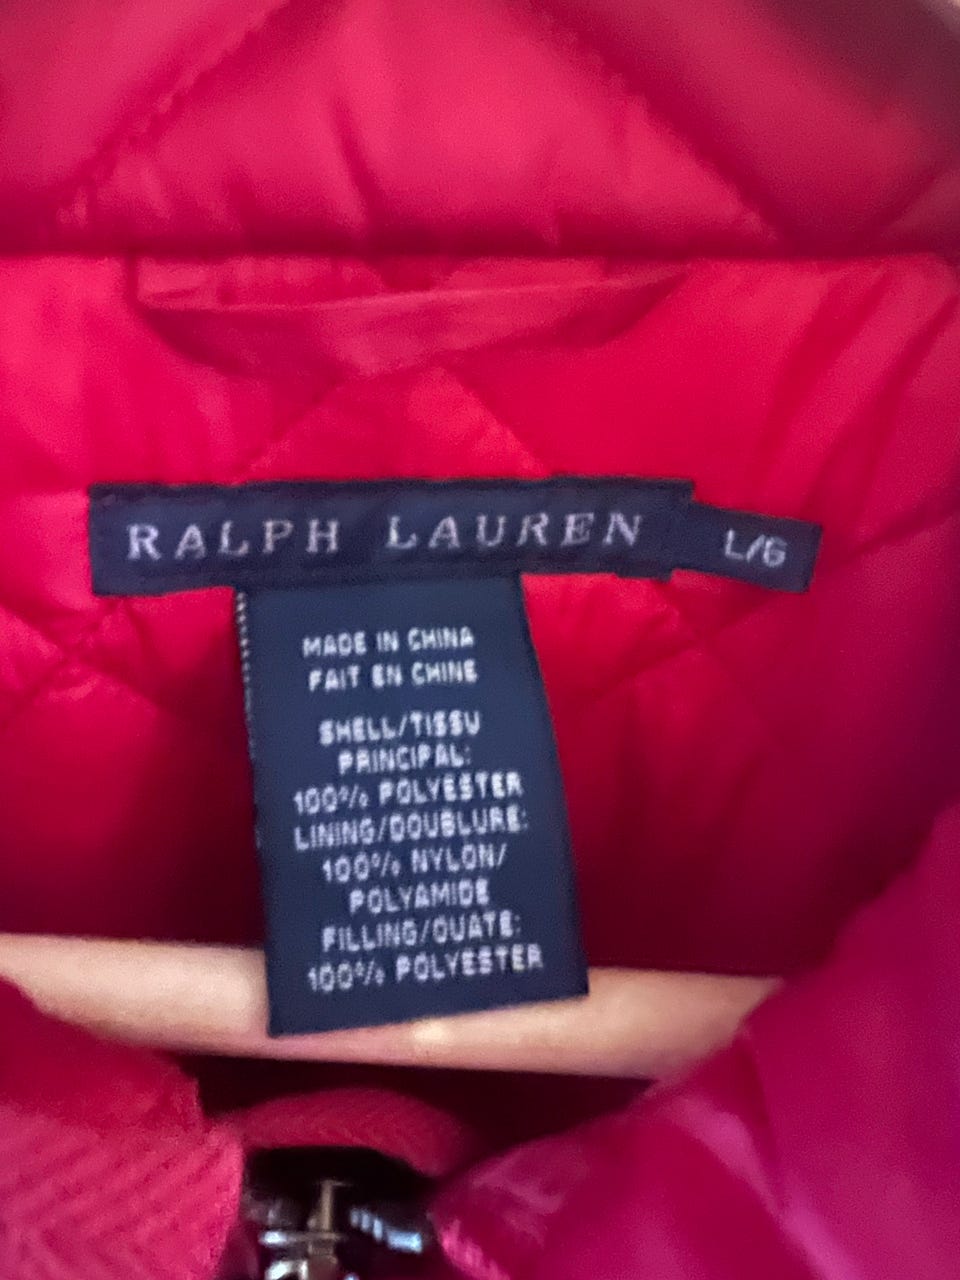 RALPH LAUREN
L/G
MADE IN CHINA
FAIT EN CHINE
SHELL/TISSU
PRINCIPAL:
100% POLYESTER
LINING/DOUBLURE:
100% NYLON/
POLYAMIDE
FILLING/OUATE:
100% POLYESTER